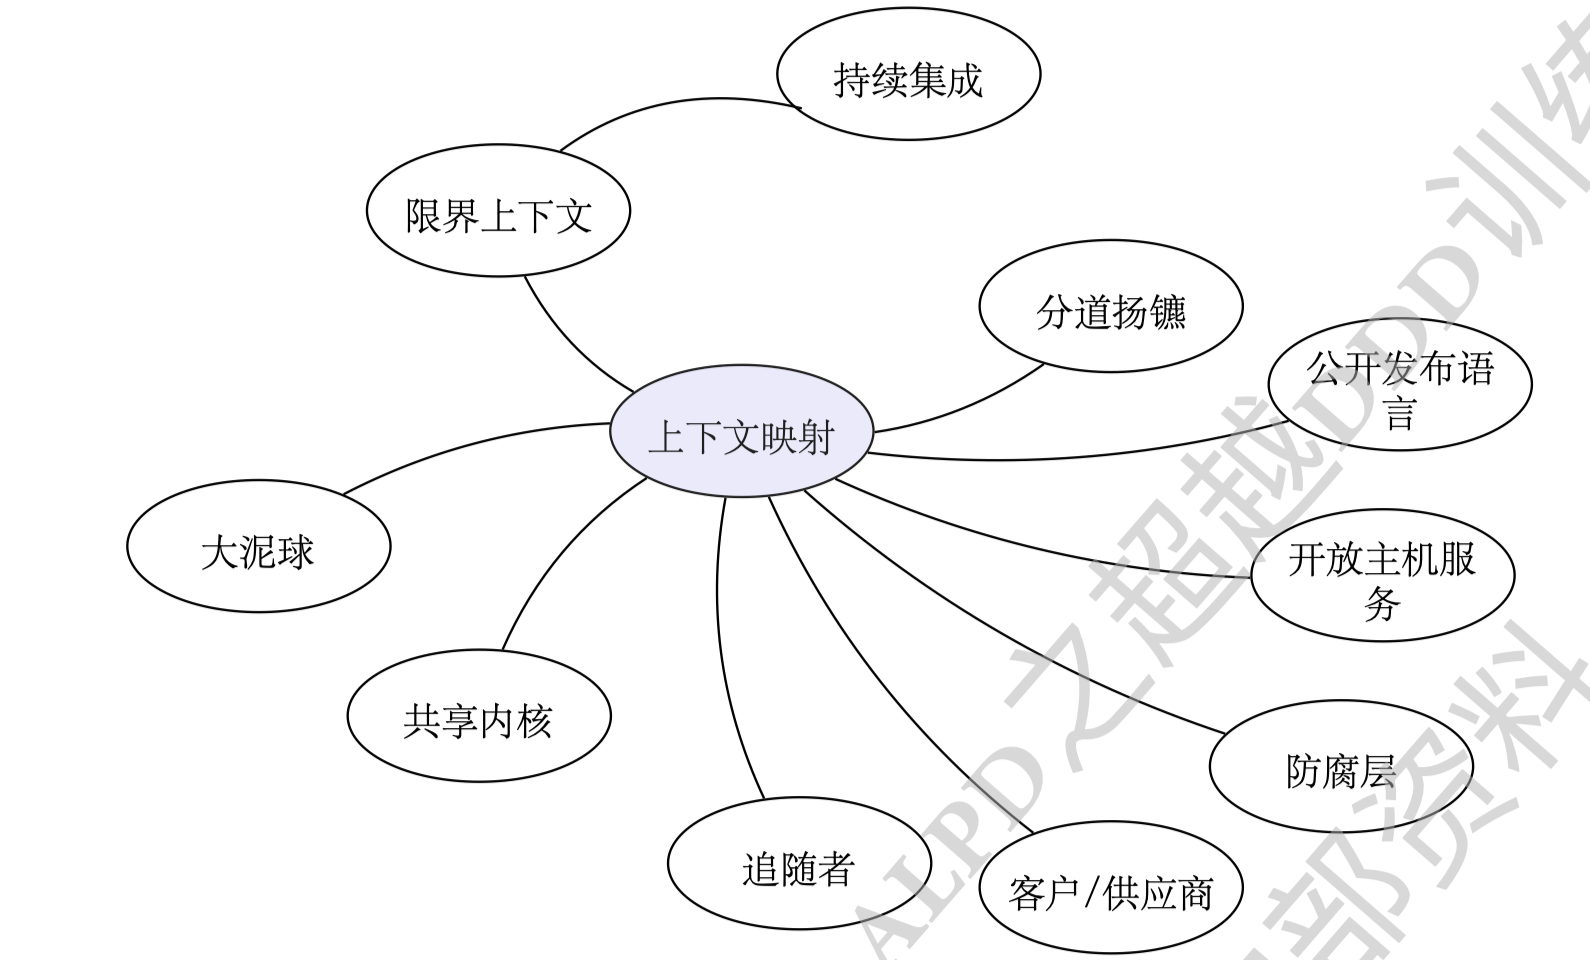 持续集成
限界上下文
分道扬镳
公开发布语
言
上下文映射
大泥球
开放主机服
务
共享内核
防腐层
追随者
客户/供应商
ALPD之超越DDD训练
部资料